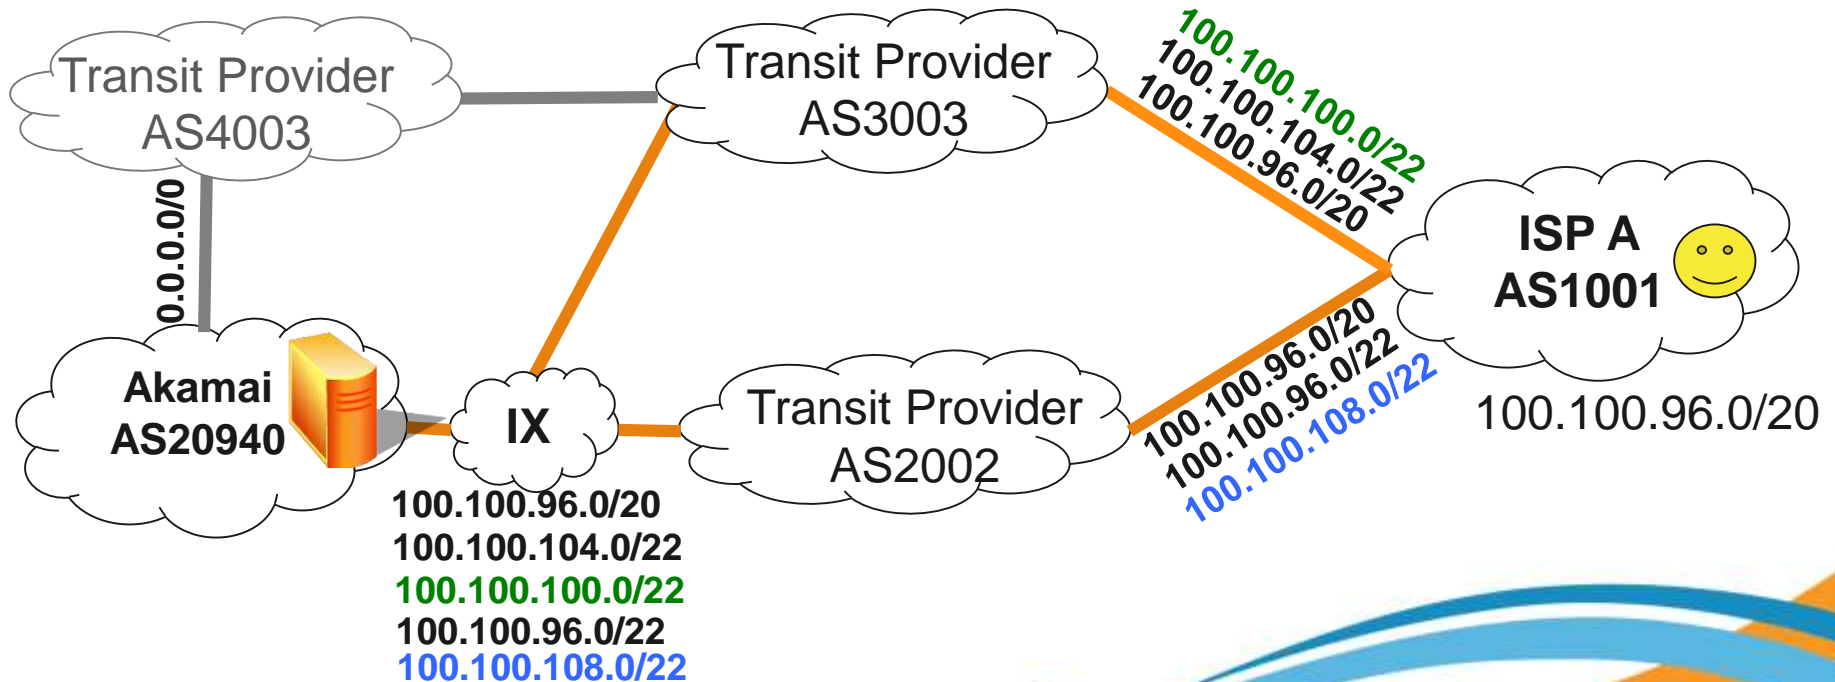 Transit Provider
AS4003
Transit Provider
AS3003
100.100.100.0/22
100.100.104.0/22
100.100.96.0/20
0.0.0.0/0
ISP A
AS1001
Akamai
AS20940
IX
Transit Provider
AS2002
100.100.96.0/20
100.100.96.0/22
100.100.108.0/22
100.100.96.0/20
100.100.96.0/20
100.100.104.0/22
100.100.100.0/22
100.100.96.0/22
100.100.108.0/22